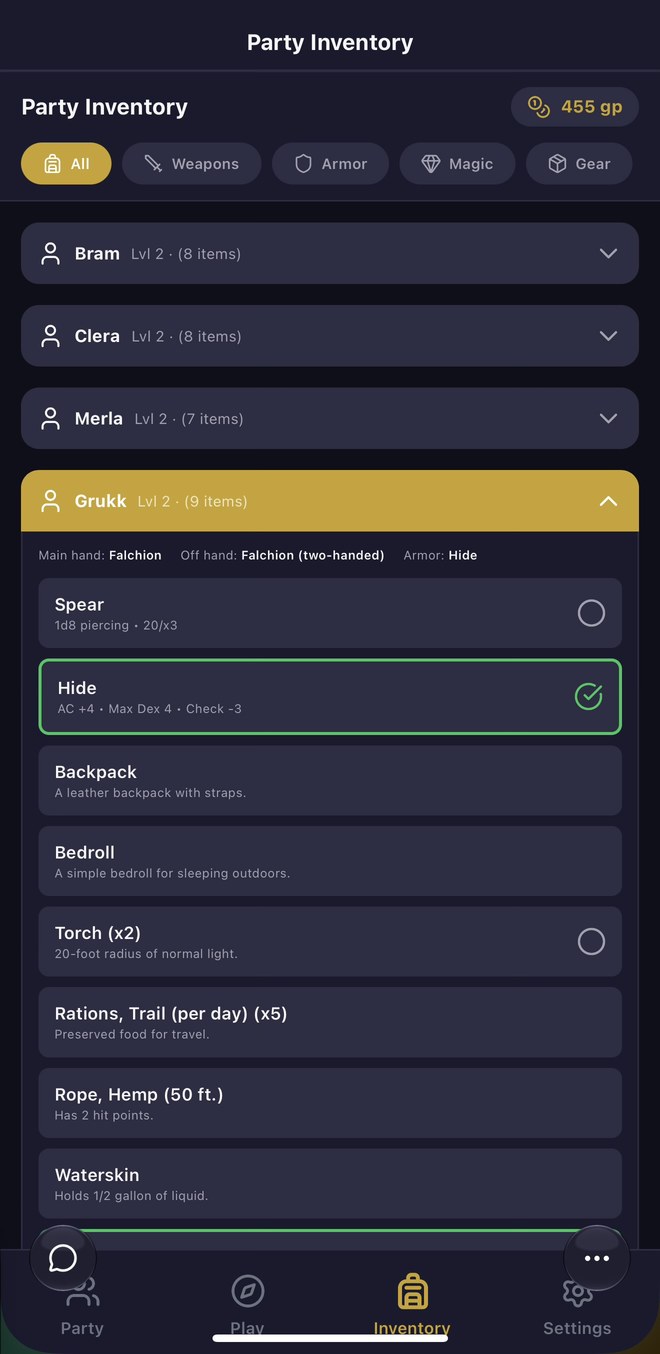 Party Inventory
Party Inventory
455 gp
All
Weapons
Armor
Magic
Gear
Bram Lvl 2 · (8 items)
Clera Lvl 2 · (8 items)
Merla Lvl 2 · (7 items)
Grukk Lvl 2 · (9 items)
Main hand: Falchion Off hand: Falchion (two-handed) Armor: Hide
Spear
1d8 piercing • 20/x3
Hide
AC +4 • Max Dex 4 • Check -3
Backpack
A leather backpack with straps.
Bedroll
A simple bedroll for sleeping outdoors.
Torch (x2)
20-foot radius of normal light.
Rations, Trail (per day) (x5)
Preserved food for travel.
Rope, Hemp (50 ft.)
Has 2 hit points.
Waterskin
Holds 1/2 gallon of liquid.
Party
Play
Inventory
Settings